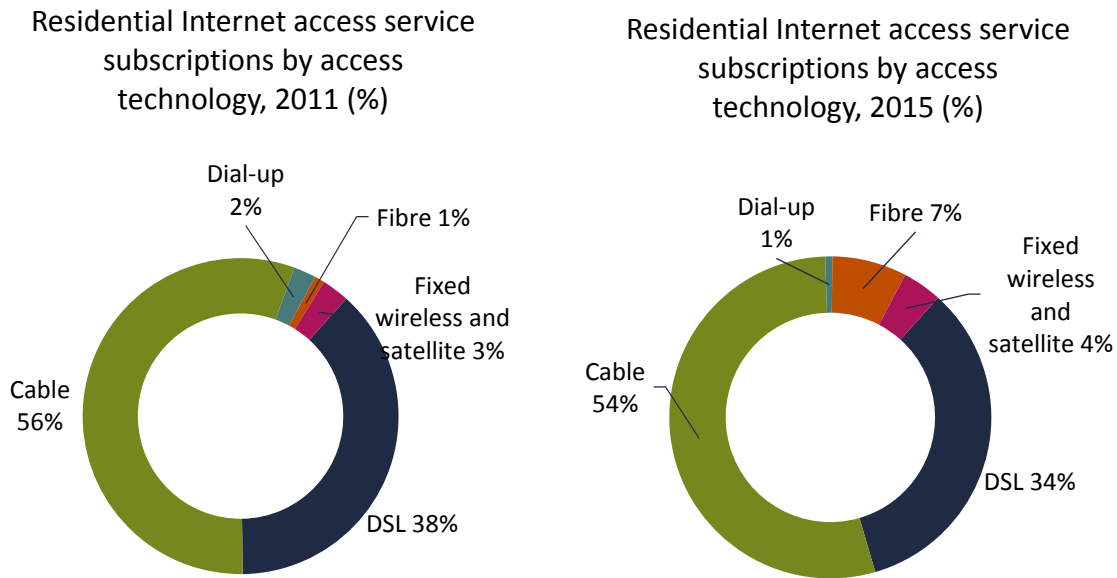 Residential Internet access service
subscriptions by access
technology, 2011 (%)
Dial-up
2%
Fibre 1%
Fixed
wireless and
satellite 3%
Cable
56%
DSL 38%
Residential Internet access service
subscriptions by access
technology, 2015 (%)
Dial-up
1%
Fibre 7%
Fixed
wireless
and
satellite 4%
Cable
54%
DSL 34%